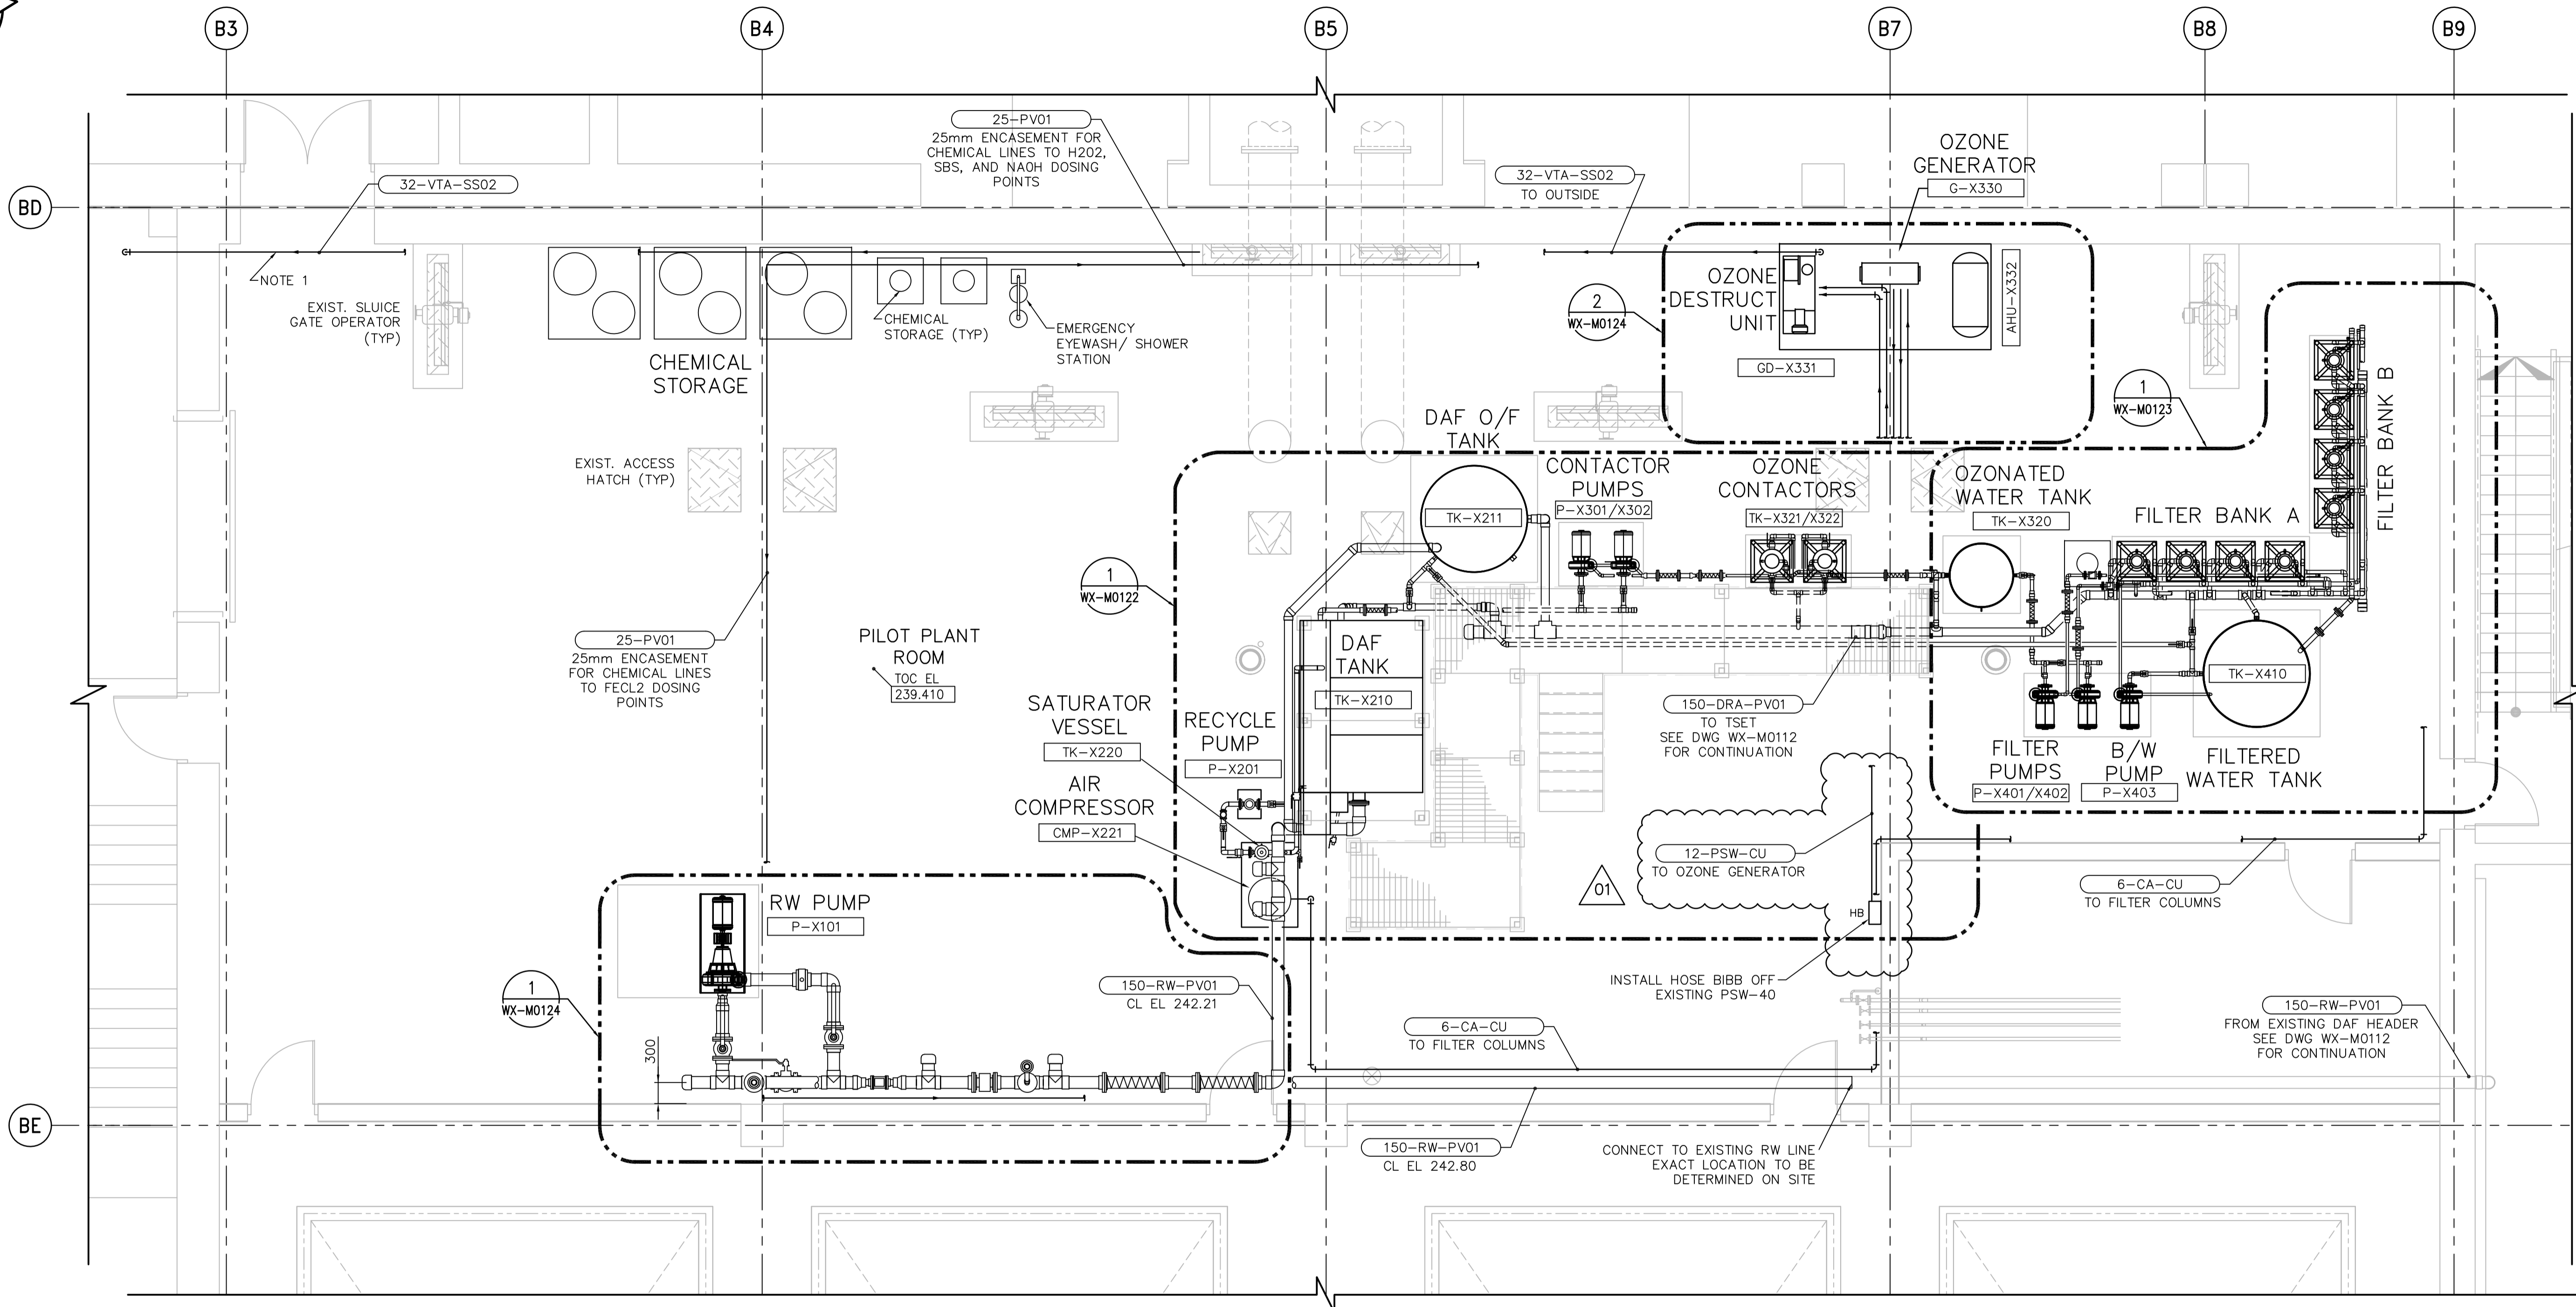 B3
B4
B5
B7
B8
B9
BD
BE
32-VTA-SS02
NOTE 1
EXIST. SLUICE
GATE OPERATOR
(TYP)
25-PV01
25mm ENCASEMENT FOR
CHEMICAL LINES TO H202,
SBS, AND NAOH DOSING
POINTS
CHEMICAL
STORAGE
CHEMICAL
STORAGE (TYP)
EMERGENCY
EYEWASH/ SHOWER
STATION
32-VTA-SS02
TO OUTSIDE
OZONE
GENERATOR
G-X330
OZONE
DESTRUCT
UNIT
GD-X331
AHU-X332
2
WX-M0124
1
WX-M0123
EXIST. ACCESS
HATCH (TYP)
DAF O/F
TANK
TK-X211
CONTACTOR
PUMPS
P-X301/X302
OZONE
CONTACTORS
TK-X321/X322
OZONATED
WATER TANK
TK-X320
FILTER BANK A
FILTER BANK B
1
WX-M0122
25-PV01
25mm ENCASEMENT
FOR CHEMICAL LINES
TO FECL2 DOSING
POINTS
PILOT PLANT
ROOM
TOC EL
239.410
SATURATOR
VESSEL
TK-X220
RECYCLE
PUMP
P-X201
AIR
COMPRESSOR
CMP-X221
DAF
TANK
TK-X210
150-DRA-PV01
TO TSET
SEE DWG WX-M0112
FOR CONTINUATION
TK-X410
FILTER
PUMPS
P-X401/X402
B/W
PUMP
P-X403
FILTERED
WATER TANK
12-PSW-CU
TO OZONE GENERATOR
01
HB
INSTALL HOSE BIBB OFF
EXISTING PSW-40
6-CA-CU
TO FILTER COLUMNS
RW PUMP
P-X101
1
WX-M0124
300
150-RW-PV01
CL EL 242.21
6-CA-CU
TO FILTER COLUMNS
150-RW-PV01
FROM EXISTING DAF HEADER
SEE DWG WX-M0112
FOR CONTINUATION
150-RW-PV01
CL EL 242.80
CONNECT TO EXISTING RW LINE
EXACT LOCATION TO BE
DETERMINED ON SITE